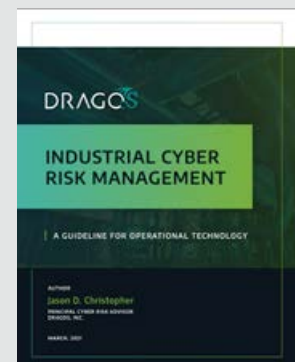 DRAGOS
INDUSTRIAL CYBER
RISK MANAGEMENT
A GUIDELINE FOR OPERATIONAL TECHNOLOGY
AUTHOR
Jason D. Christopher
PRINCIPAL CYBER RISK ADVISOR
DRAGOS, INC.
MARCH, 2021